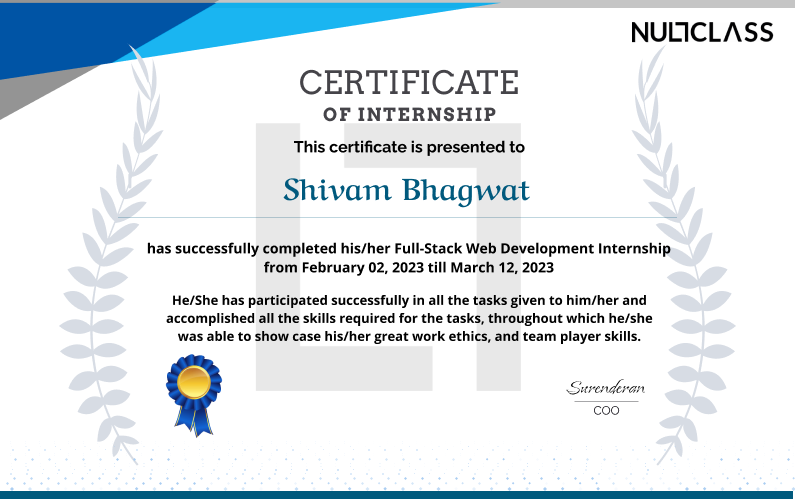 NULLCLASS
CERTIFICATE
OF INTERNSHIP
This certificate is presented to
Shivam Bhagwat
has successfully completed his/her Full-Stack Web Development Internship
from February 02, 2023 till March 12, 2023
He/She has participated successfully in all the tasks given to him/her and
accomplished all the skills required for the tasks, throughout which he/she
was able to show case his/her great work ethics, and team player skills.
Surenderan
COO